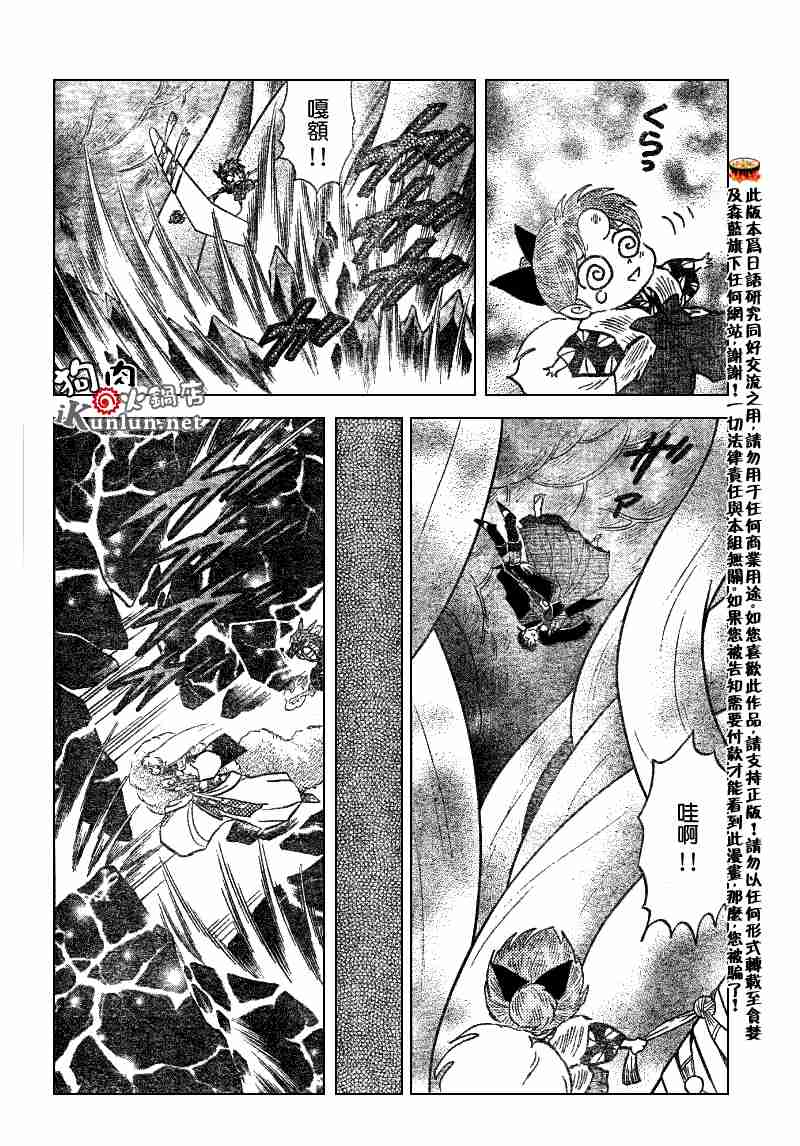 くらっ
嘎額!!
哇啊!!
狗肉
火鍋店
iKunlun.net
此版本爲日語研究同好交流之用,請勿用于任何商業用途。如您喜歡此作品,請支持正版!請勿以任何形式轉載至貪婪
及森藍旗下任何網站,謝謝!一切法律責任與本組無關。如果您被告知需要付款才能看到此漫畫,那麽,您被騙了!